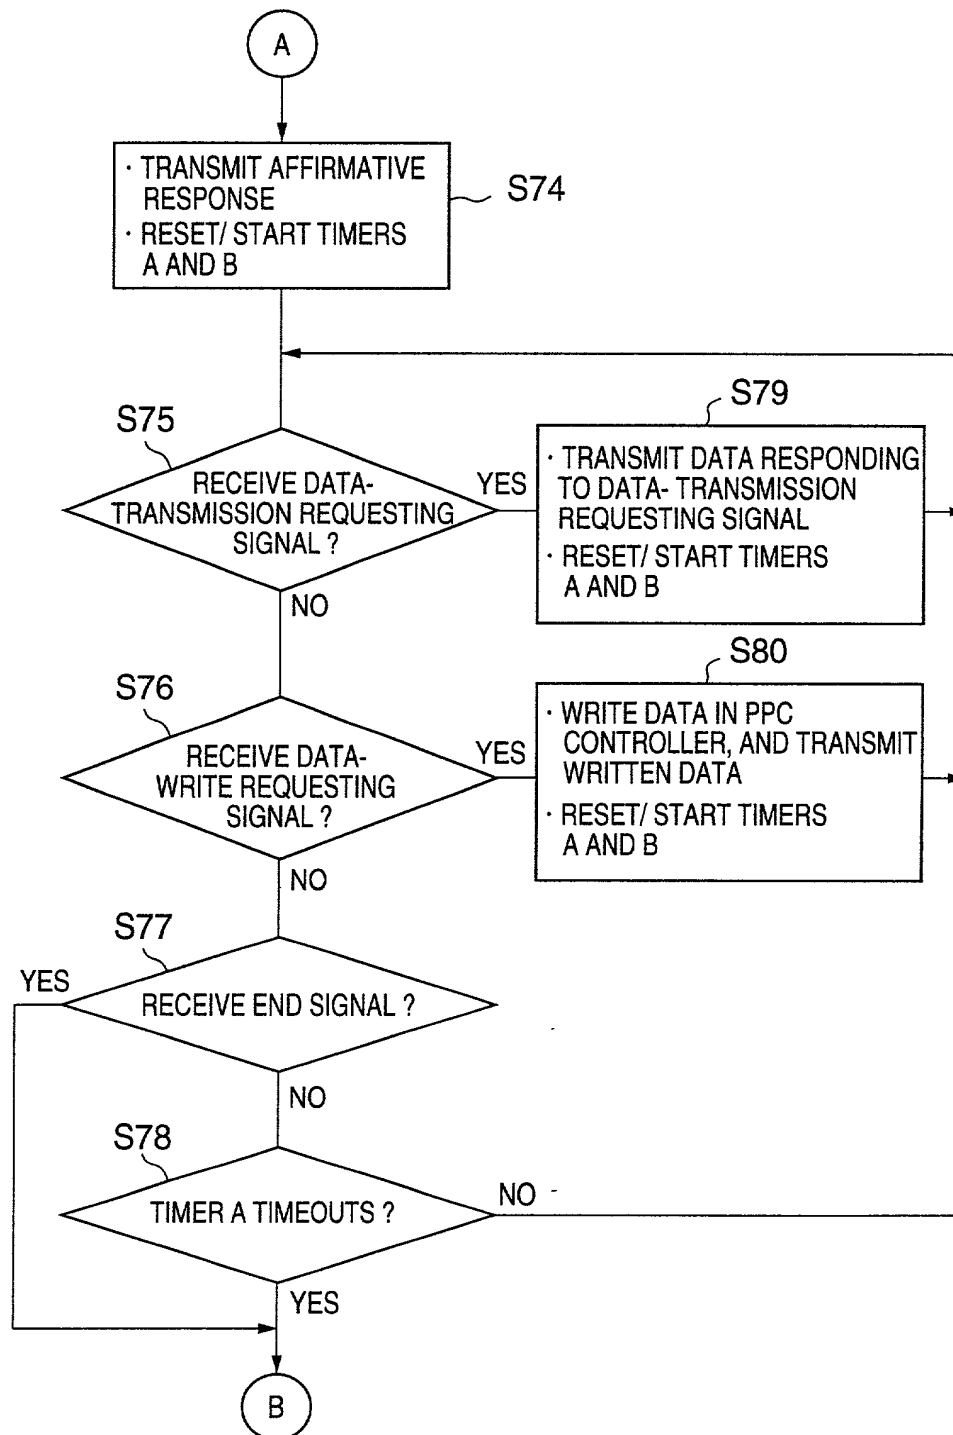 A
· TRANSMIT AFFIRMATIVE
RESPONSE
· RESET/ START TIMERS
A AND B
S74
S75
RECEIVE DATA-
TRANSMISSION REQUESTING
SIGNAL ?
YES
NO
S79
· TRANSMIT DATA RESPONDING
TO DATA- TRANSMISSION
REQUESTING SIGNAL
· RESET/ START TIMERS
A AND B
S76
RECEIVE DATA-
WRITE REQUESTING
SIGNAL ?
YES
NO
S80
· WRITE DATA IN PPC
CONTROLLER, AND TRANSMIT
WRITTEN DATA
· RESET/ START TIMERS
A AND B
S77
YES
RECEIVE END SIGNAL ?
NO
S78
TIMER A TIMEOUTS ?
NO
YES
B